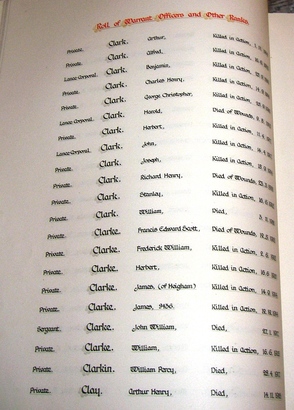 Roll of Warrant Officers and Other Ranks.
Private, Clark. Arthur, Killed in Action,
Private, Clark. Alfred, Killed in Action,
Lance-Corporal, Clark. Benjamin, Killed in Action,
Private, Clark. Charles Henry, Killed in Action,
Private, Clark. George Christopher, Killed in Action,
Lance-Corporal, Clark. Harold, Died of Wounds,
Private, Clark. Herbert, Killed in Action,
Lance-Corporal, Clark. John, Killed in Action,
Private, Clark. Joseph, Killed in Action,
Private, Clark. Richard Henry, Died of Wounds,
Private, Clark. Stanley, Killed in Action,
Private, Clark. William, Died,
Private, Clarke. Francis Edward Scott, Died of Wounds,
Private, Clarke. Frederick William, Killed in Action,
Private, Clarke. Herbert, Killed in Action,
Private, Clarke. James, (of Heigham) Killed in Action,
Private, Clarke. James, Killed in Action,
Sergeant, Clarke. John William, Died,
Private, Clarke. William, Killed in Action,
Private, Clarkin. William Percy, Died,
Private, Clay. Arthur Henry, Died,